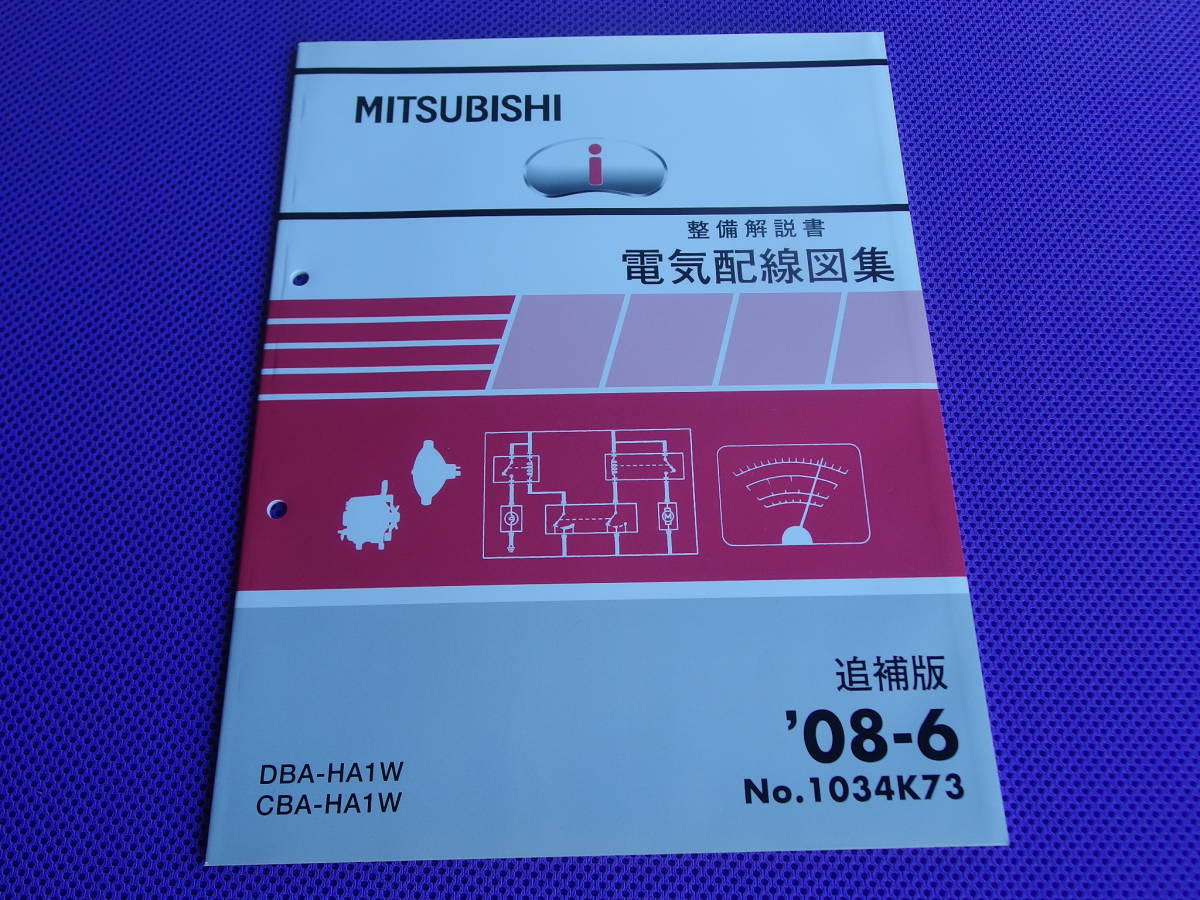 MITSUBISHI
i
整備解説書
電気配線図集
M
追補版
'08-6
No.1034K73
DBA-HA1W
CBA-HA1W